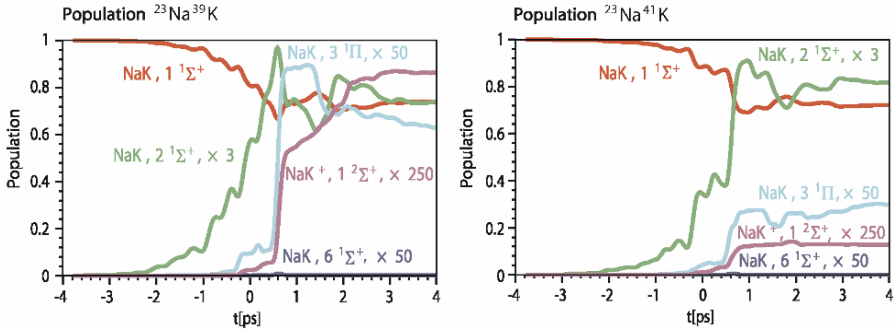 Population ²³Na³⁹K
Population
1
0.8
0.6
0.4
0.2
0
-4
-3
-2
-1
0
1
2
3
4
t[ps]
NaK, 1 ¹Σ⁺
NaK, 3 ¹Π, × 50
NaK, 2 ¹Σ⁺, × 3
NaK⁺, 1 ²Σ⁺, × 250
NaK, 6 ¹Σ⁺, × 50
Population ²³Na⁴¹K
Population
1
0.8
0.6
0.4
0.2
0
-4
-3
-2
-1
0
1
2
3
4
t[ps]
NaK, 1 ¹Σ⁺
NaK, 2 ¹Σ⁺, × 3
NaK, 3 ¹Π, × 50
NaK⁺, 1 ²Σ⁺, × 250
NaK, 6 ¹Σ⁺, × 50